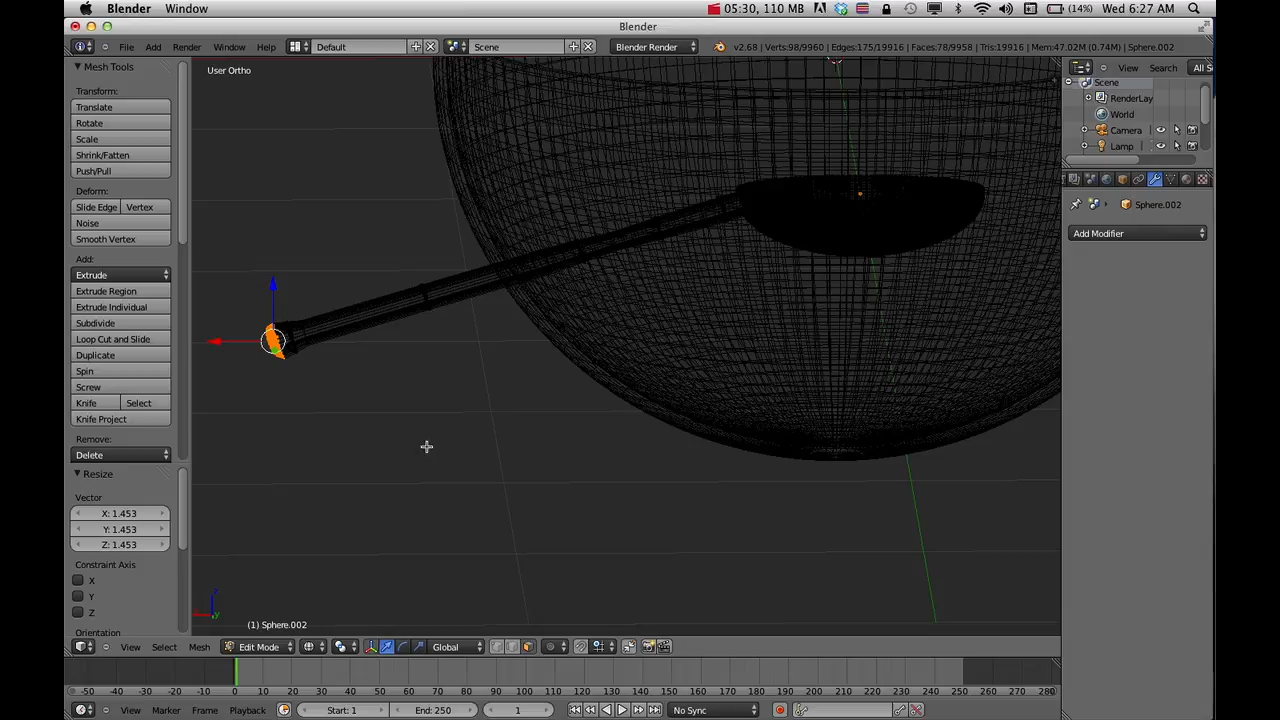 Blender Window 05:30, 110 MB (14%) Wed 6:27 AM
Blender
File Add Render Window Help Default Scene Blender Render v2.68 | Verts:98/9960 | Edges:175/19916 | Faces:78/9958 | Tris:19916 | Mem:47.02M (0.74M) | Sphere.002
Mesh Tools
User Ortho
View Search All S
Transform:
Translate
Rotate
Scale
Shrink/Fatten
Push/Pull
Deform:
Slide Edge Vertex
Noise
Smooth Vertex
Add:
Extrude
Extrude Region
Extrude Individual
Subdivide
Loop Cut and Slide
Duplicate
Spin
Screw
Knife Select
Knife Project
Remove:
Delete
Resize
Vector
X: 1.453
Y: 1.453
Z: 1.453
Constraint Axis
X
Y
Z
Orientation
Scene
RenderLay
World
Camera
Lamp
Sphere.002
Add Modifier
z
y
(1) Sphere.002
View Select Mesh Edit Mode Global
-50 -40 -30 -20 -10 0 10 20 30 40 50 60 70 80 90 100 110 120 130 140 150 160 170 180 190 200 210 220 230 240 250 260 270 280
View Marker Frame Playback Start: 1 End: 250 1 No Sync